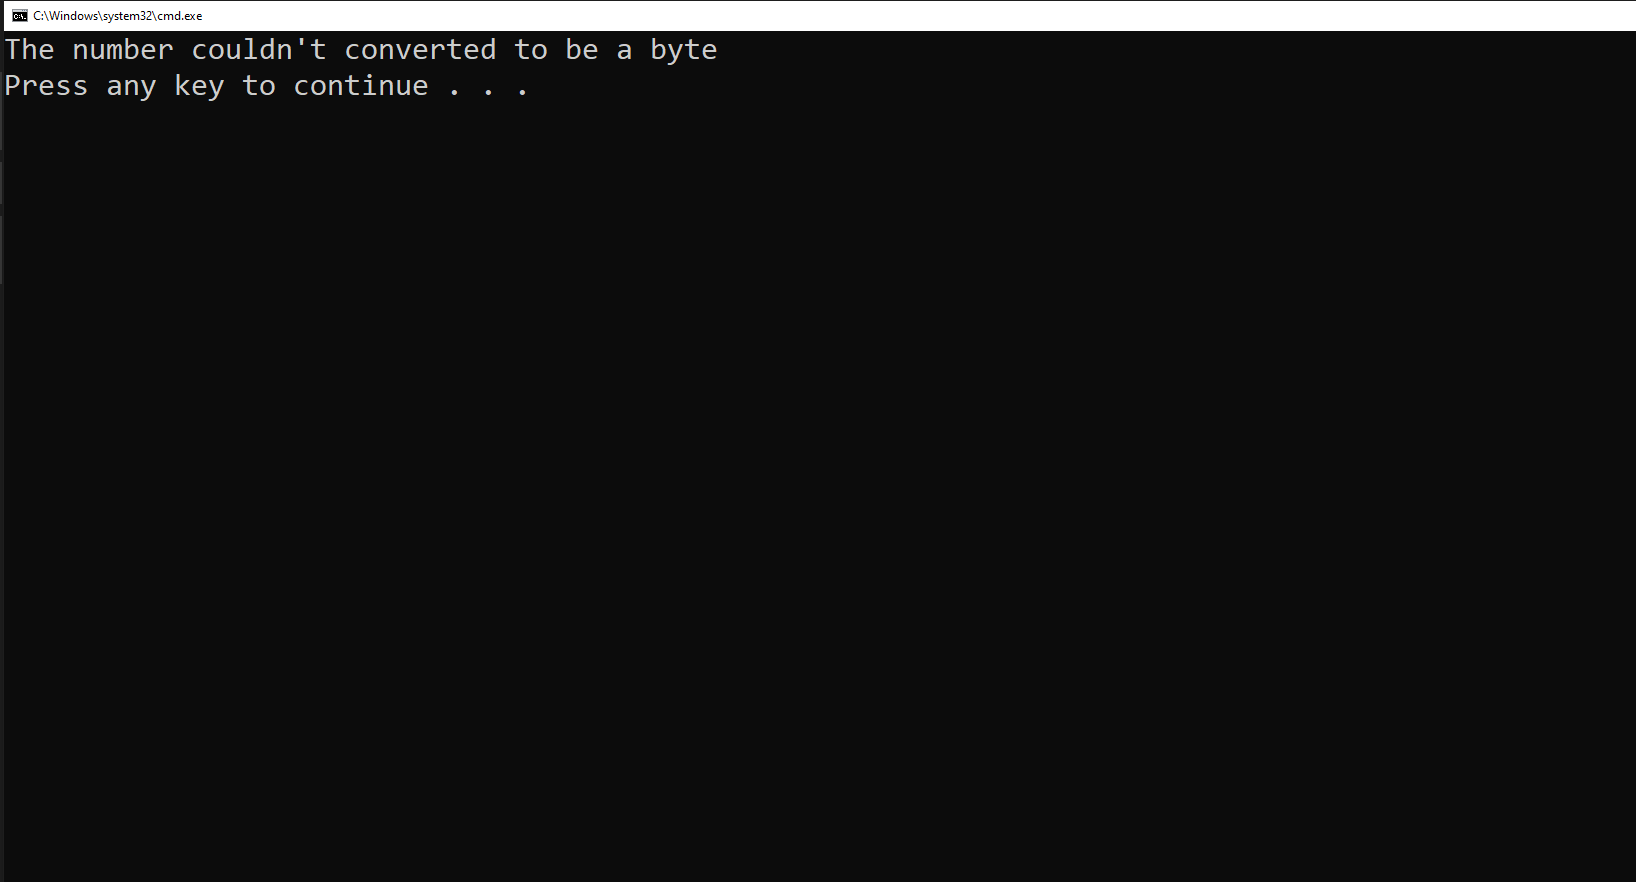 C:\Windows\system32\cmd.exe
The number couldn't converted to be a byte
Press any key to continue . . .